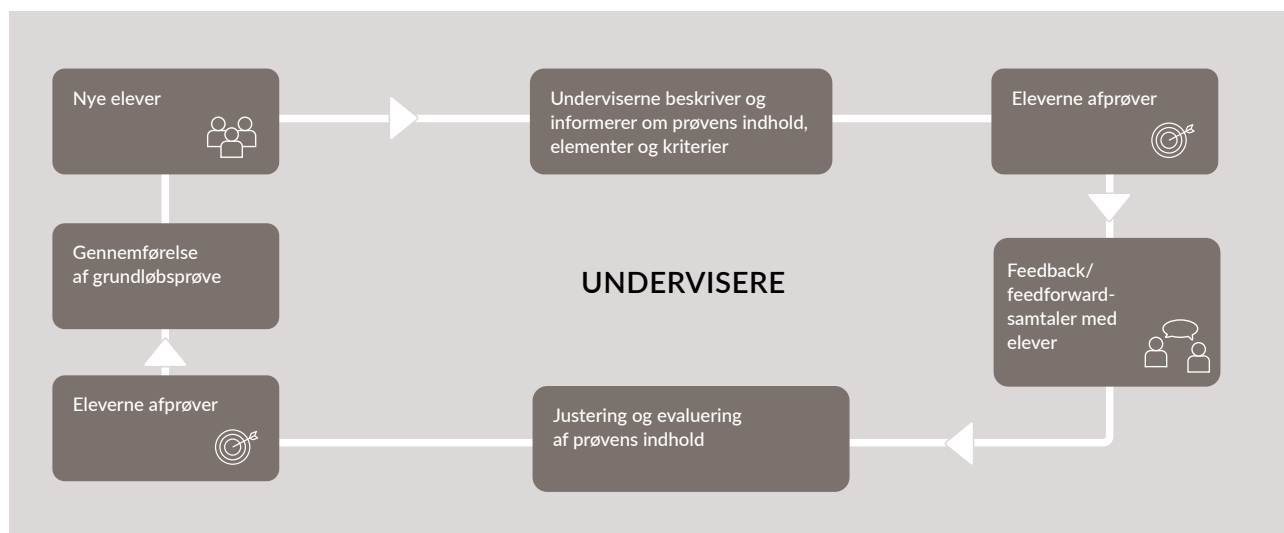 Nye elever
Underviserne beskriver og
informerer om prøvens indhold,
elementer og kriterier
Eleverne afprøver
Gennemførelse
af grundløbsprøve
UNDERVISERE
Feedback/
feedforward-
samtaler med
elever
Eleverne afprøver
Justering og evaluering
af prøvens indhold